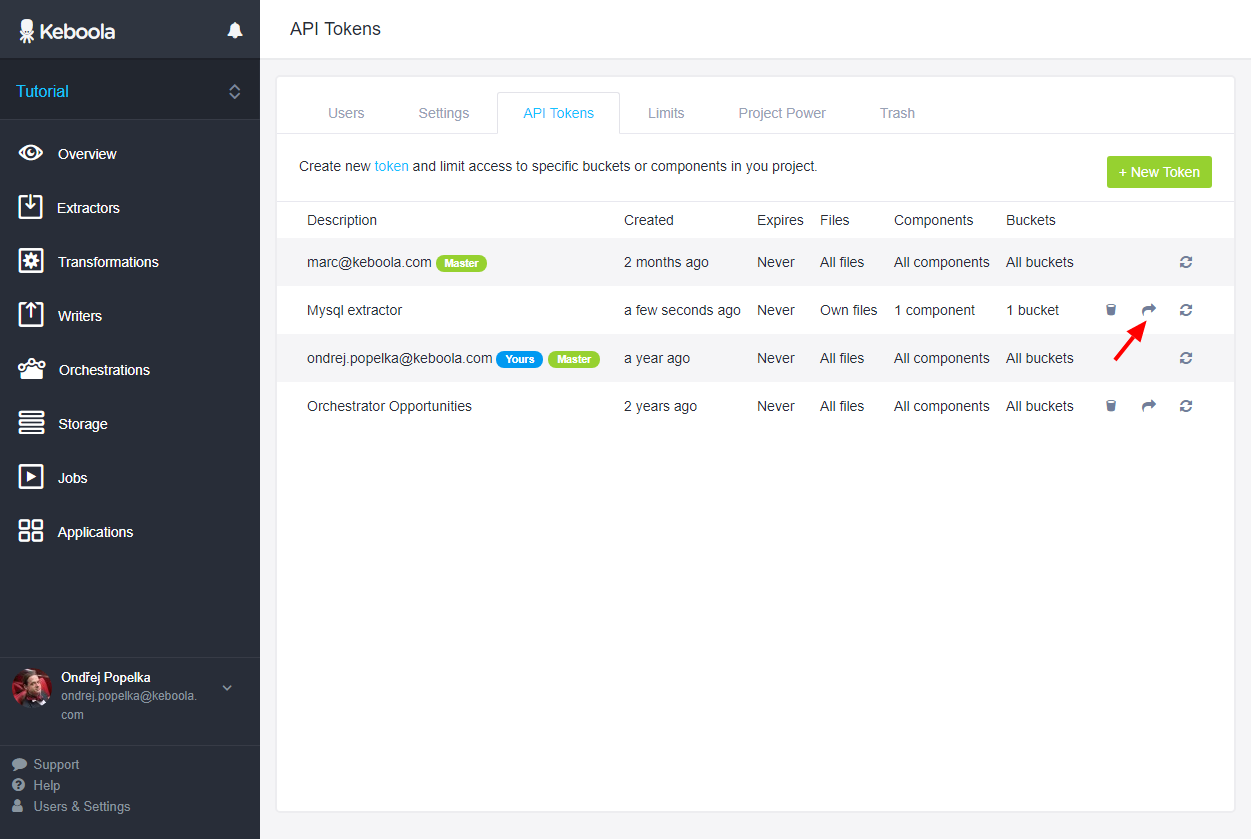 Keboola
Tutorial
Overview
Extractors
Transformations
Writers
Orchestrations
Storage
Jobs
Applications
Ondřej Popelka
ondrej.popelka@keboola.
com
Support
Help
Users & Settings
API Tokens
Users Settings API Tokens Limits Project Power Trash
Create new token and limit access to specific buckets or components in you project.
+ New Token
Description Created Expires Files Components Buckets
marc@keboola.com Master 2 months ago Never All files All components All buckets
Mysql extractor a few seconds ago Never Own files 1 component 1 bucket
ondrej.popelka@keboola.com Yours Master a year ago Never All files All components All buckets
Orchestrator Opportunities 2 years ago Never All files All components All buckets